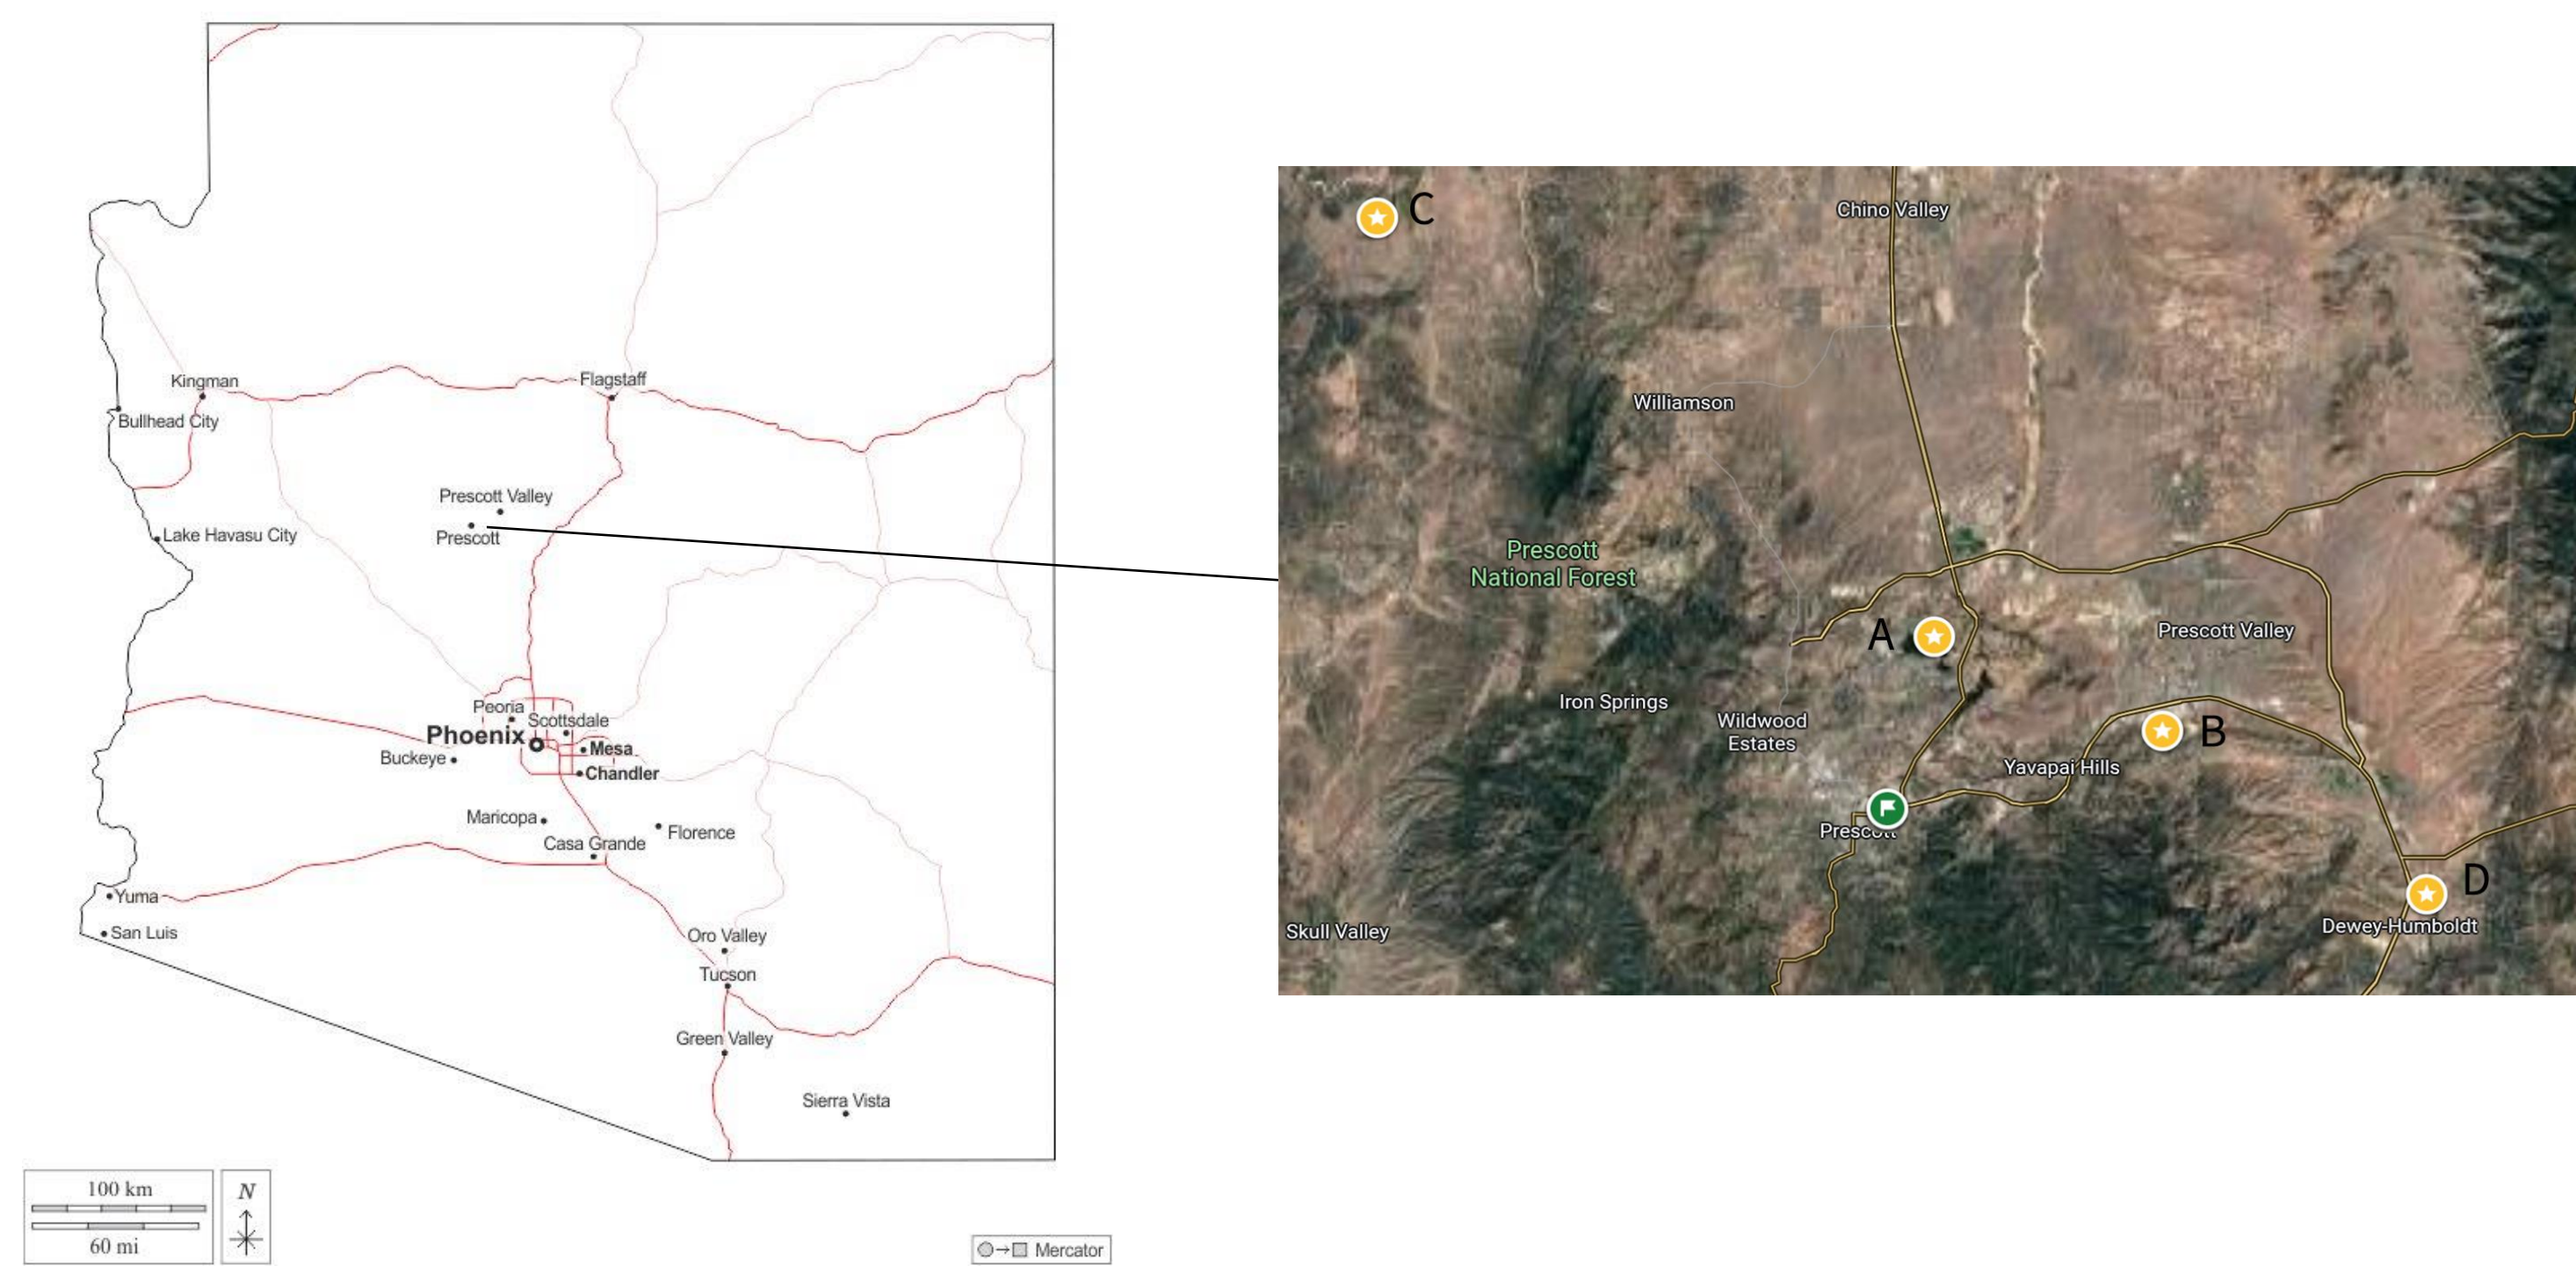 Kingman
Flagstaff
Bullhead City
Prescott Valley
Prescott
Lake Havasu City
Peoria
Scottsdale
Phoenix
Mesa
Buckeye
Chandler
Maricopa
Florence
Casa Grande
Yuma
San Luis
Oro Valley
Tucson
Green Valley
Sierra Vista
100 km
60 mi
N
Mercator
C
Chino Valley
Williamson
Prescott
National Forest
A
Prescott Valley
Iron Springs
Wildwood
Estates
B
Yavapai Hills
Prescott
D
Skull Valley
Dewey-Humboldt